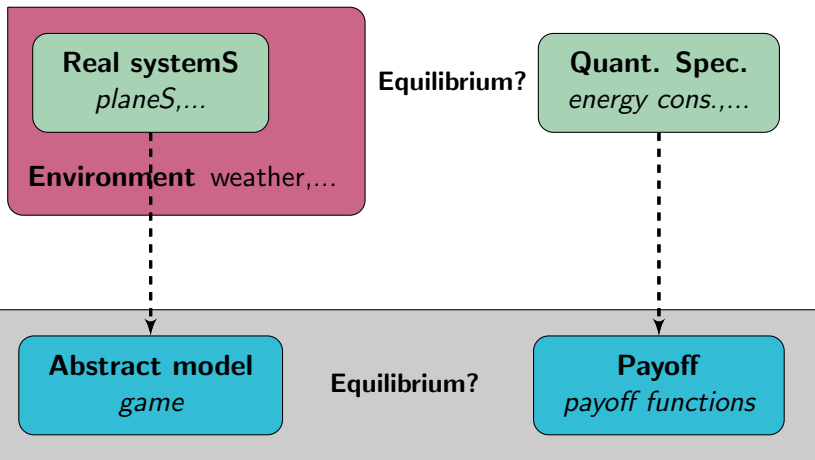 Real systemS
planeS,...
Equilibrium?
Quant. Spec.
energy cons.,...
Environment weather,...
Abstract model
game
Equilibrium?
Payoff
payoff functions